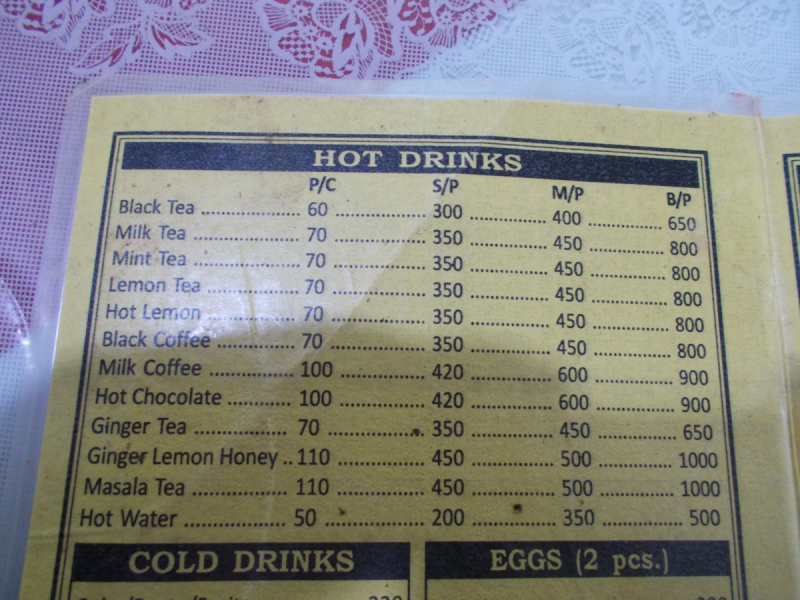 HOT DRINKS
P/C S/P M/P B/P
Black Tea .................... 60 .................... 300 ................ 400 ................ 650
Milk Tea .................... 70 .................... 350 ................ 450 ................ 800
Mint Tea .................... 70 .................... 350 ................ 450 ................ 800
Lemon Tea .................... 70 .................... 350 ................ 450 ................ 800
Hot Lemon .................... 70 .................... 350 ................ 450 ................ 800
Black Coffee .................... 70 .................... 350 ................ 450 ................ 800
Milk Coffee .................... 100 .................... 420 ................ 600 ................ 900
Hot Chocolate ............... 100 .................... 420 ................ 600 ................ 900
Ginger Tea .................... 70 .................... 350 ................ 450 ................ 650
Ginger Lemon Honey .. 110 .................... 450 ................ 500 ................ 1000
Masala Tea .................... 110 .................... 450 ................ 500 ................ 1000
Hot Water .................... 50 .................... 200 ................ 350 ................ 500
COLD DRINKS
EGGS (2 pcs.)